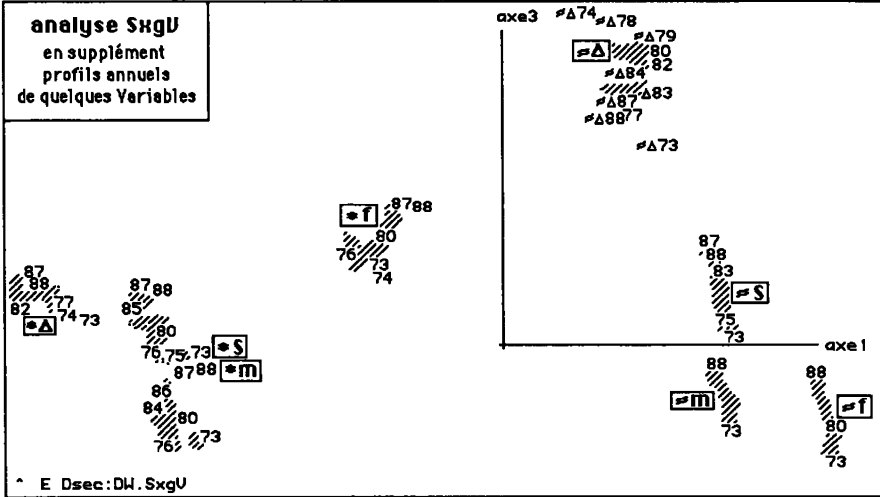 analyse SxgV
en supplément
profils annuels
de quelques Variables
axe3
≠Δ74
≠Δ78
≠Δ79
≠Δ
80
82
≠Δ84
Δ83
≠Δ87
≠Δ88 77
≠Δ73
*f
87 88
80
76
73
74
87
88
77
82
74 73
*Δ
87 88
85
80
76 75 73
*S
87 88
*m
86
84
80
76
73
87
88
83
≠S
75
73
axe1
88
≠m
73
88
≠f
80
73
^ E Dsec:DW.SxgV